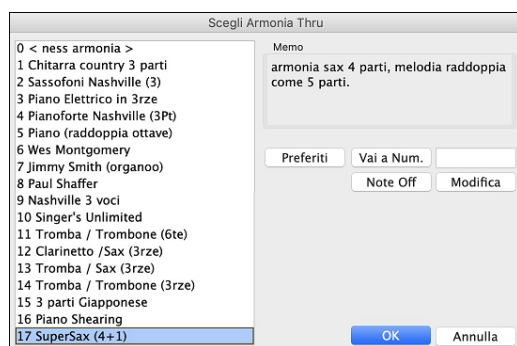 Scegli Armonia Thru
0 < ness armonia >
1 Chitarra country 3 parti
2 Sassofoni Nashville (3)
3 Piano Elettrico in 3rze
4 Pianoforte Nashville (3Pt)
5 Piano (raddoppia ottave)
6 Wes Montgomery
7 Jimmy Smith (organoo)
8 Paul Shaffer
9 Nashville 3 voci
10 Singer's Unlimited
11 Tromba / Trombone (6te)
12 Clarinetto /Sax (3rze)
13 Tromba / Sax (3rze)
14 Tromba / Trombone (3rze)
15 3 parti Giapponese
16 Piano Shearing
17 SuperSax (4+1)
Memo
armonia sax 4 parti, melodia raddoppia
come 5 parti.
Preferiti Vai a Num.
Note Off Modifica
OK Annulla